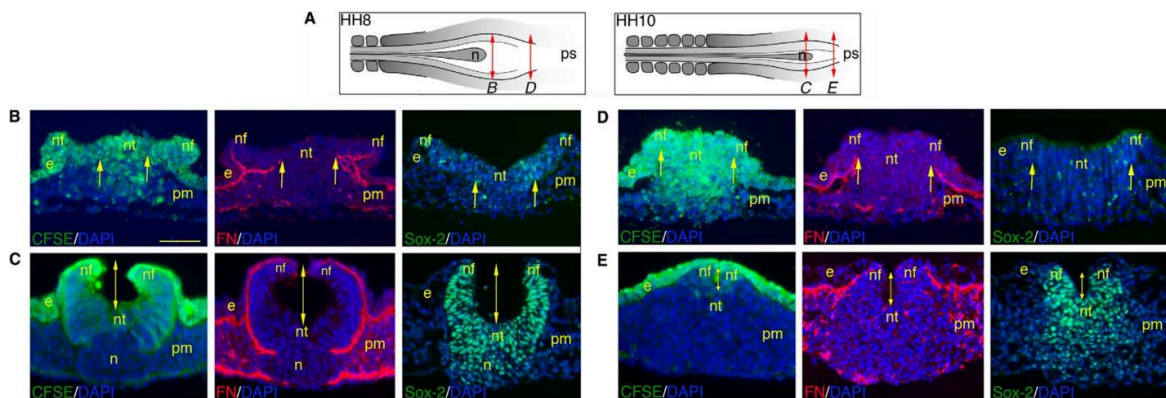 A
HH8
n
ps
B
D
HH10
n
ps
C
E
B
nf
nt
nf
e
pm
CFSE/DAPI
nf
nt
nf
e
pm
FN/DAPI
nf
nf
e
nt
pm
Sox-2/DAPI
D
nf
nt
nf
e
pm
CFSE/DAPI
nf
nt
nf
e
pm
FN/DAPI
nf
nt
nf
e
pm
Sox-2/DAPI
C
nf
nf
e
nt
n
pm
CFSE/DAPI
nf
nf
e
nt
n
pm
FN/DAPI
nf
nf
e
nt
n
pm
Sox-2/DAPI
E
nf nf
e
nt
pm
CFSE/DAPI
nf nf
e
nt
pm
FN/DAPI
nf nf
e
nt
pm
Sox-2/DAPI